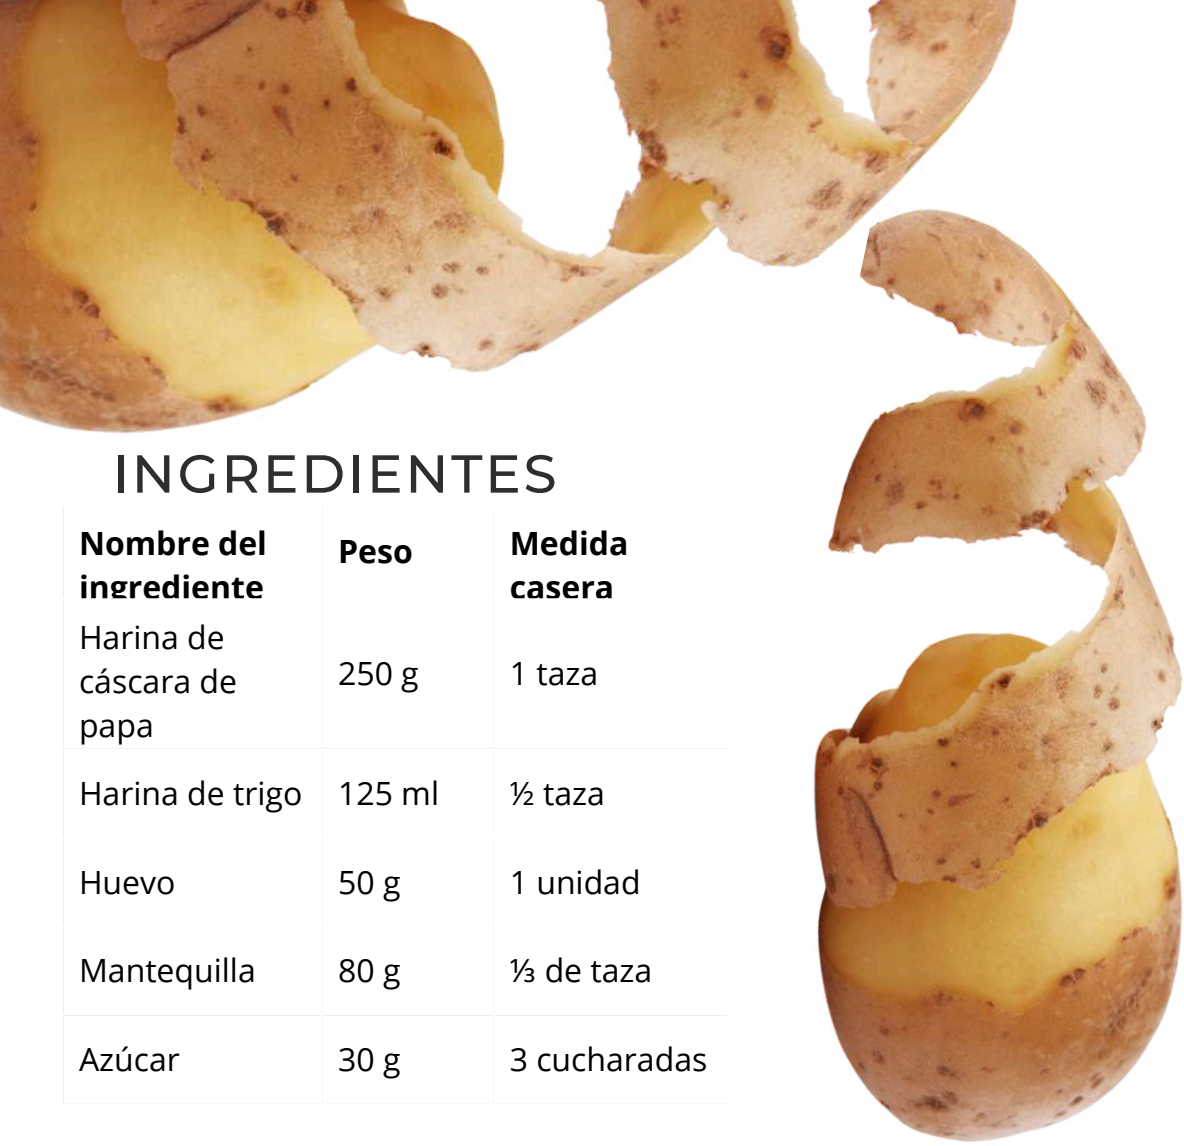 INGREDIENTES
Nombre del Peso Medida
ingrediente casera
Harina de
cáscara de 250 g 1 taza
papa
Harina de trigo 125 ml ½ taza
Huevo 50 g 1 unidad
Mantequilla 80 g ⅓ de taza
Azúcar 30 g 3 cucharadas